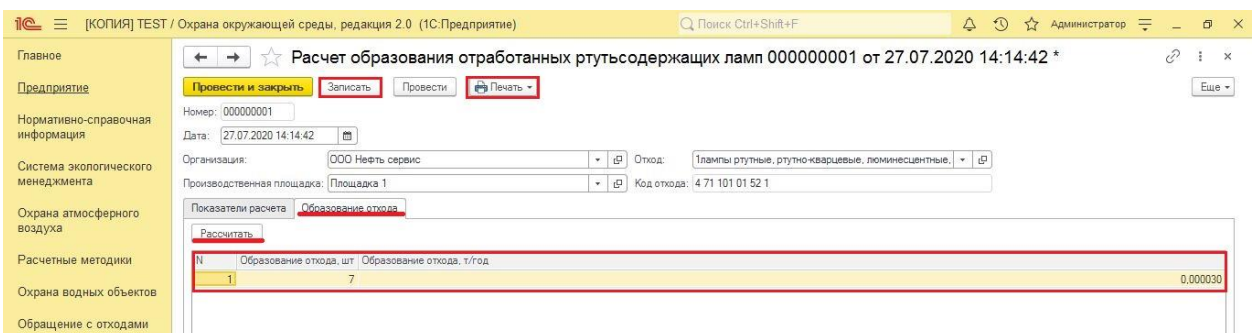 1С [КОПИЯ] TEST / Охрана окружающей среды, редакция 2.0 (1С:Предприятие) Поиск Ctrl+Shift+F Администратор
Главное
Предприятие
Нормативно-справочная
информация
Система экологического
менеджмента
Охрана атмосферного
воздуха
Расчетные методики
Охрана водных объектов
Обращение с отходами
Расчет образования отработанных ртутьсодержащих ламп 000000001 от 27.07.2020 14:14:42 *
Провести и закрыть Записать Провести Печать Еще
Номер: 000000001
Дата: 27.07.2020 14:14:42
Организация: ООО Нефть сервис Отход: 1лампы ртутные, ртутно-кварцевые, люминесцентные,
Производственная площадка: Площадка 1 Код отхода: 4 71 101 01 52 1
Показатели расчета Образование отхода
Рассчитать
N Образование отхода, шт Образование отхода, т/год
1 7 0,000030